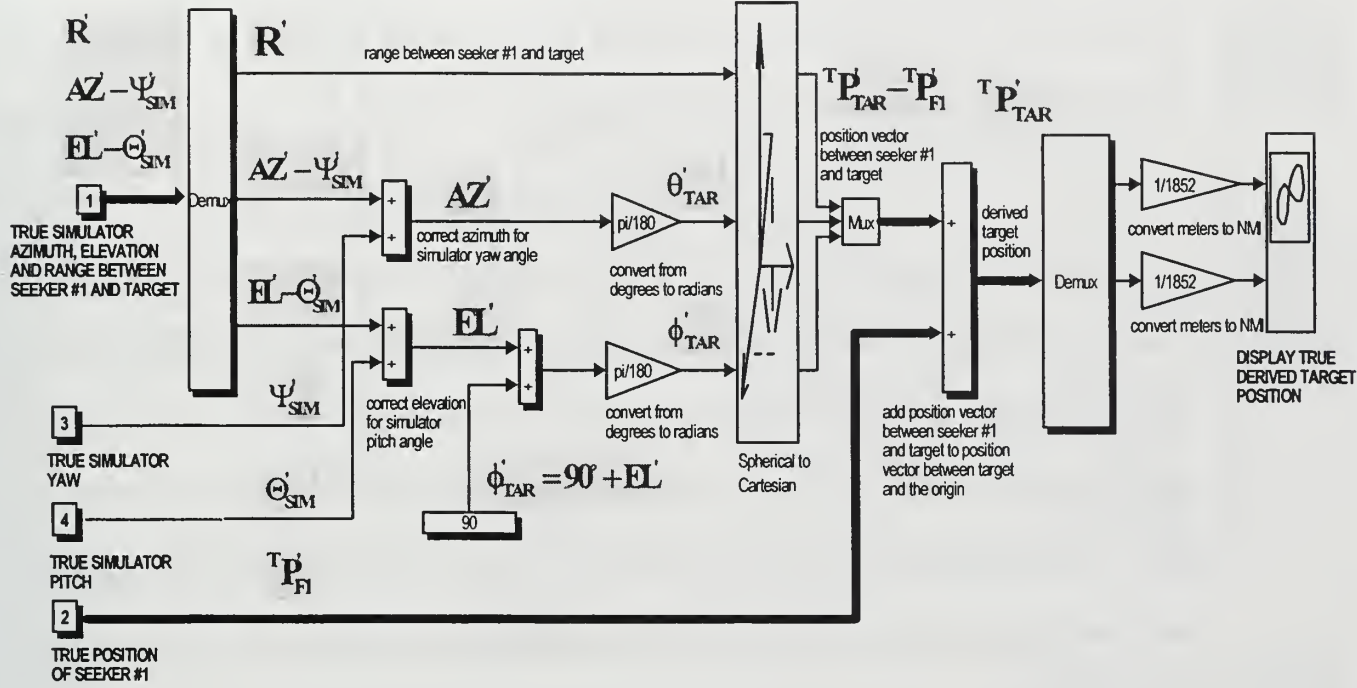 R'
AZ' – Ψ'SIM
EL' – Θ'SIM
1
TRUE SIMULATOR
AZIMUTH, ELEVATION
AND RANGE BETWEEN
SEEKER #1 AND TARGET
Demux
R'
range between seeker #1 and target
AZ' – Ψ'SIM
+
+
AZ'
correct azimuth for
simulator yaw angle
pi/180
θ'TAR
convert from
degrees to radians
EL' – Θ'SIM
+
+
EL'
correct elevation
for simulator
pitch angle
+
+
pi/180
ϕ'TAR
convert from
degrees to radians
ϕ'TAR = 90° + EL'
90
Ψ'SIM
3
TRUE SIMULATOR
YAW
Θ'SIM
4
TRUE SIMULATOR
PITCH
TP'F1
2
TRUE POSITION
OF SEEKER #1
Spherical to
Cartesian
TP'TAR – TP'F1
position vector
between seeker #1
and target
Mux
+
+
add position vector
between seeker #1
and target to position
vector between target
and the origin
TP'TAR
derived
target
position
Demux
1/1852
convert meters to NMI
1/1852
convert meters to NMI
DISPLAY TRUE
DERIVED TARGET
POSITION